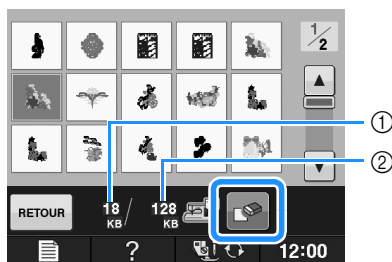 1/2
①
②
RETOUR
18 KB / 128 KB
?
12:00